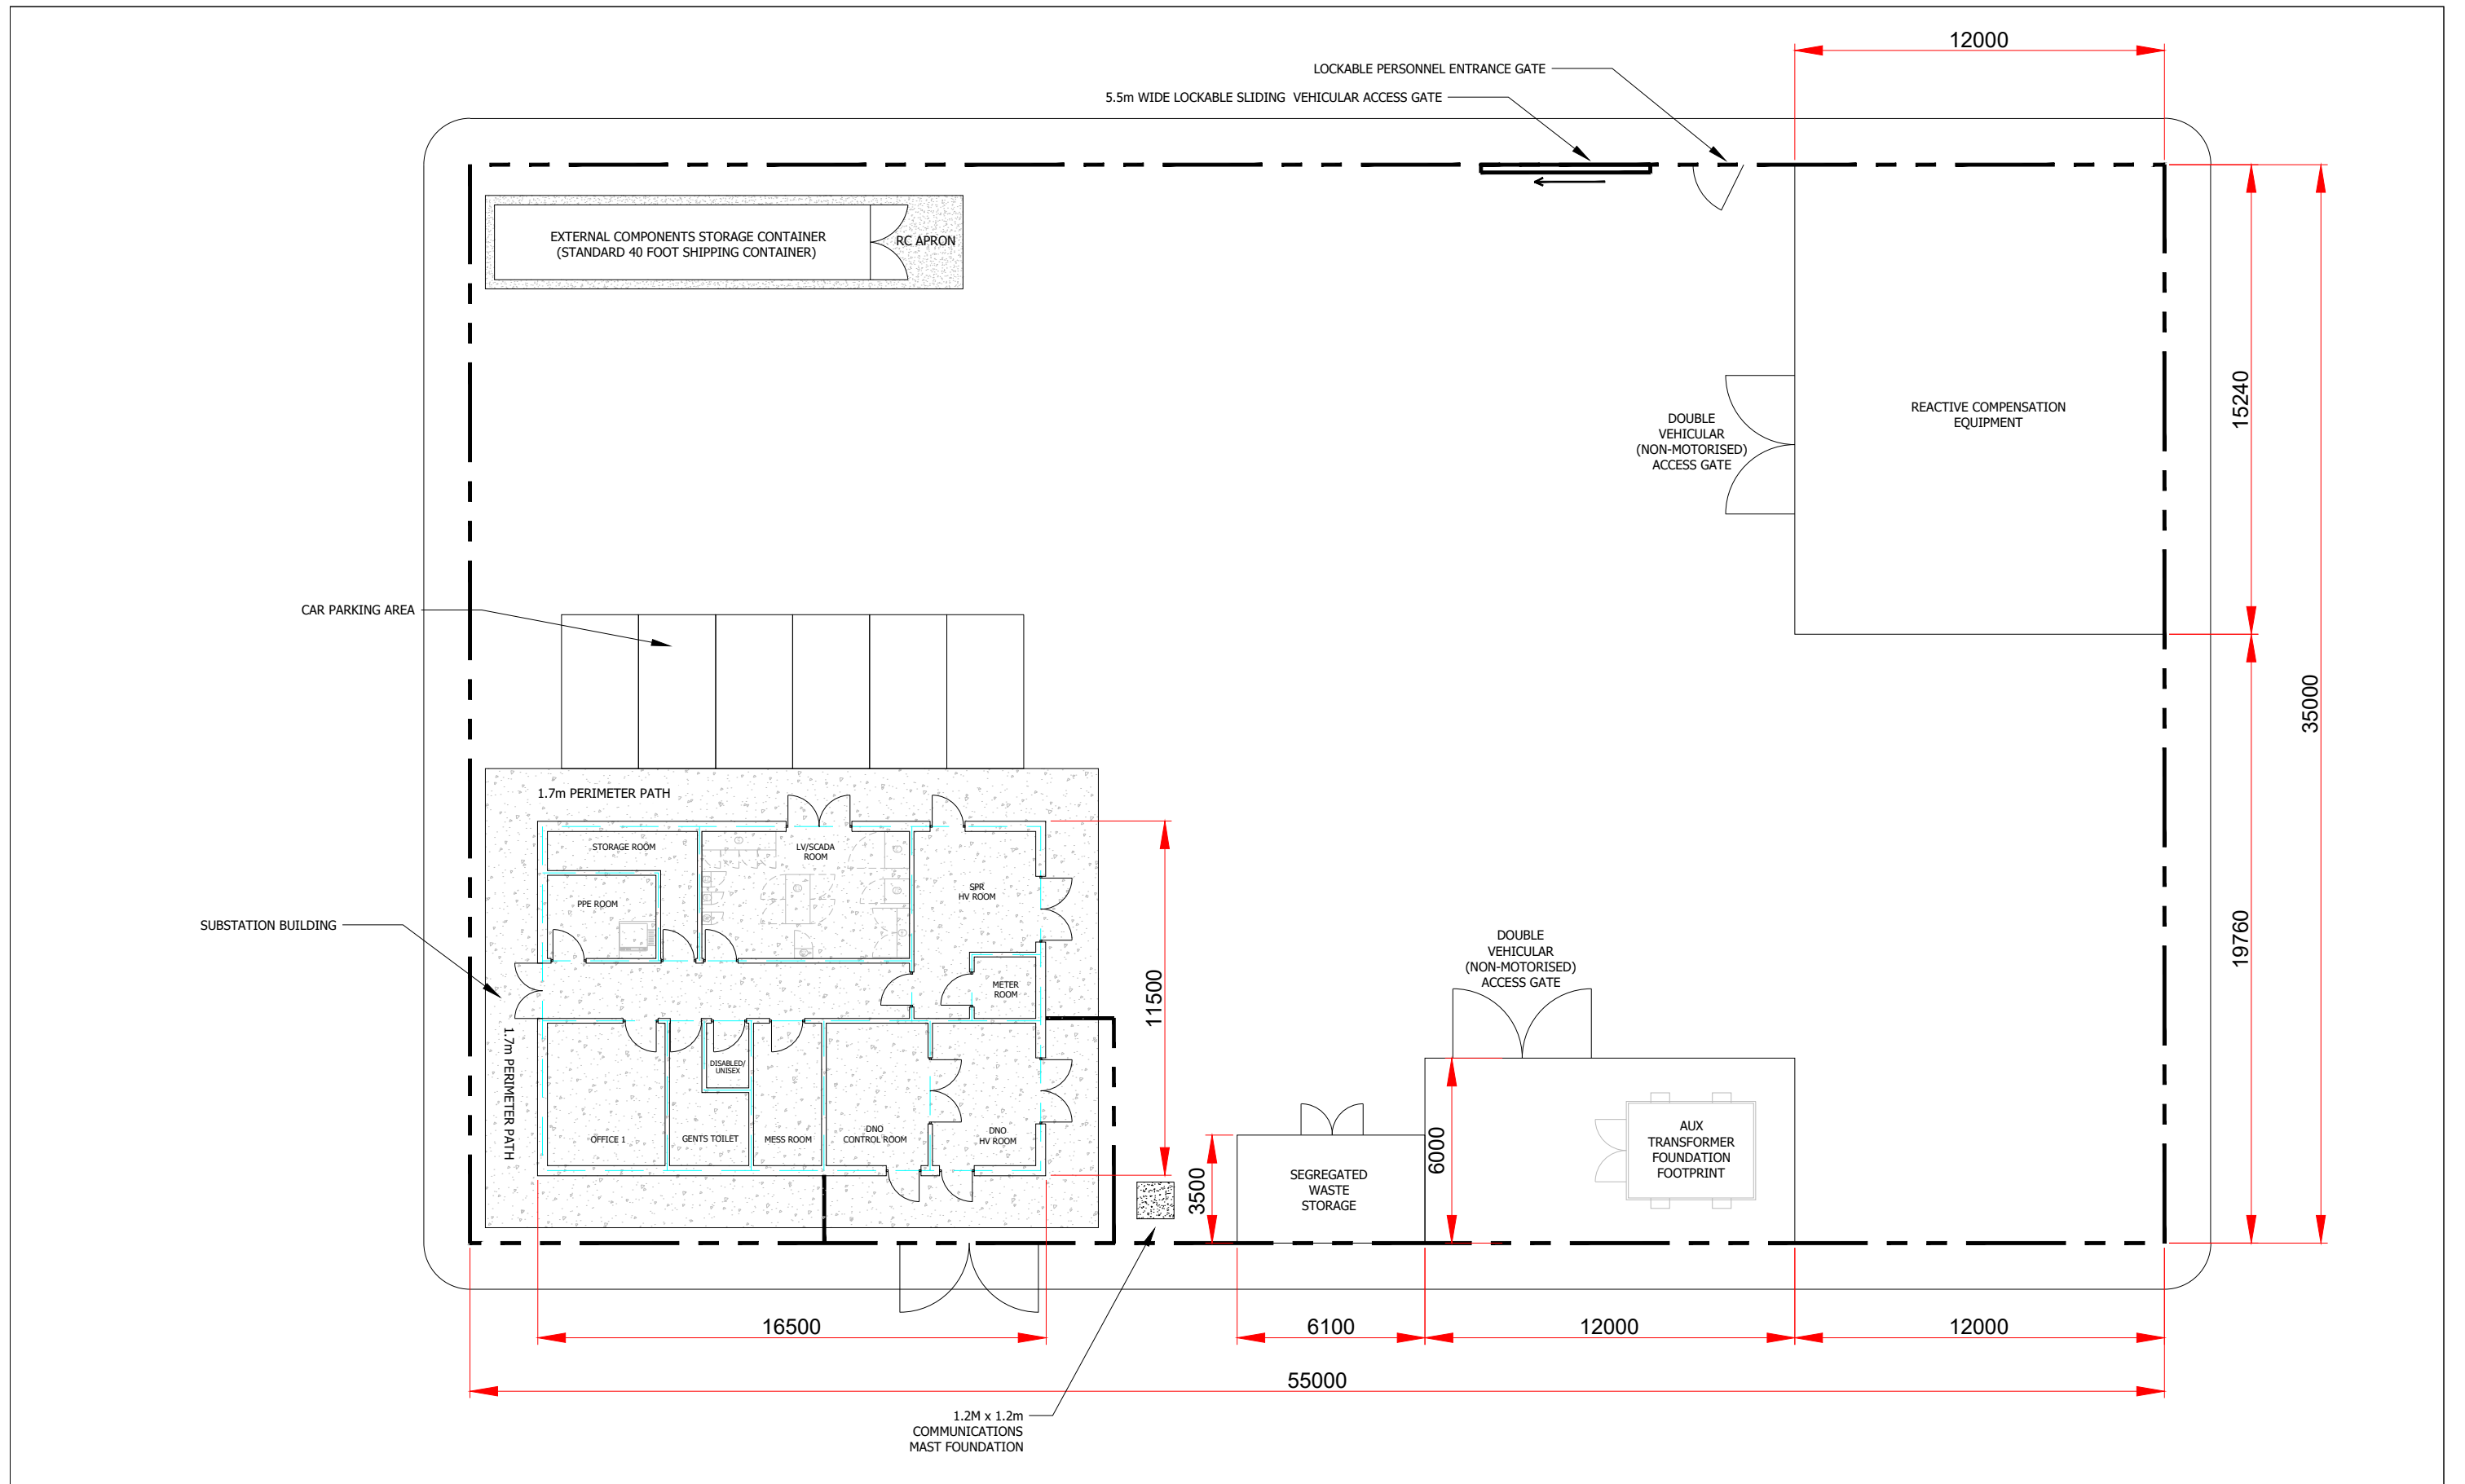 12000
LOCKABLE PERSONNEL ENTRANCE GATE
5.5m WIDE LOCKABLE SLIDING VEHICULAR ACCESS GATE
EXTERNAL COMPONENTS STORAGE CONTAINER
(STANDARD 40 FOOT SHIPPING CONTAINER)
RC APRON
REACTIVE COMPENSATION
EQUIPMENT
DOUBLE
VEHICULAR
(NON-MOTORISED)
ACCESS GATE
15240
35000
19760
CAR PARKING AREA
1.7m PERIMETER PATH
STORAGE ROOM
LV/SCADA
ROOM
PPE ROOM
SPR
HV ROOM
SUBSTATION BUILDING
METER
ROOM
11500
1.7m PERIMETER PATH
DISABLED/
UNISEX
OFFICE 1
GENTS TOILET
MESS ROOM
DNO
CONTROL ROOM
DNO
HV ROOM
DOUBLE
VEHICULAR
(NON-MOTORISED)
ACCESS GATE
3500
SEGREGATED
WASTE
STORAGE
6000
AUX
TRANSFORMER
FOUNDATION
FOOTPRINT
16500
6100
12000
12000
55000
1.2M x 1.2m
COMMUNICATIONS
MAST FOUNDATION